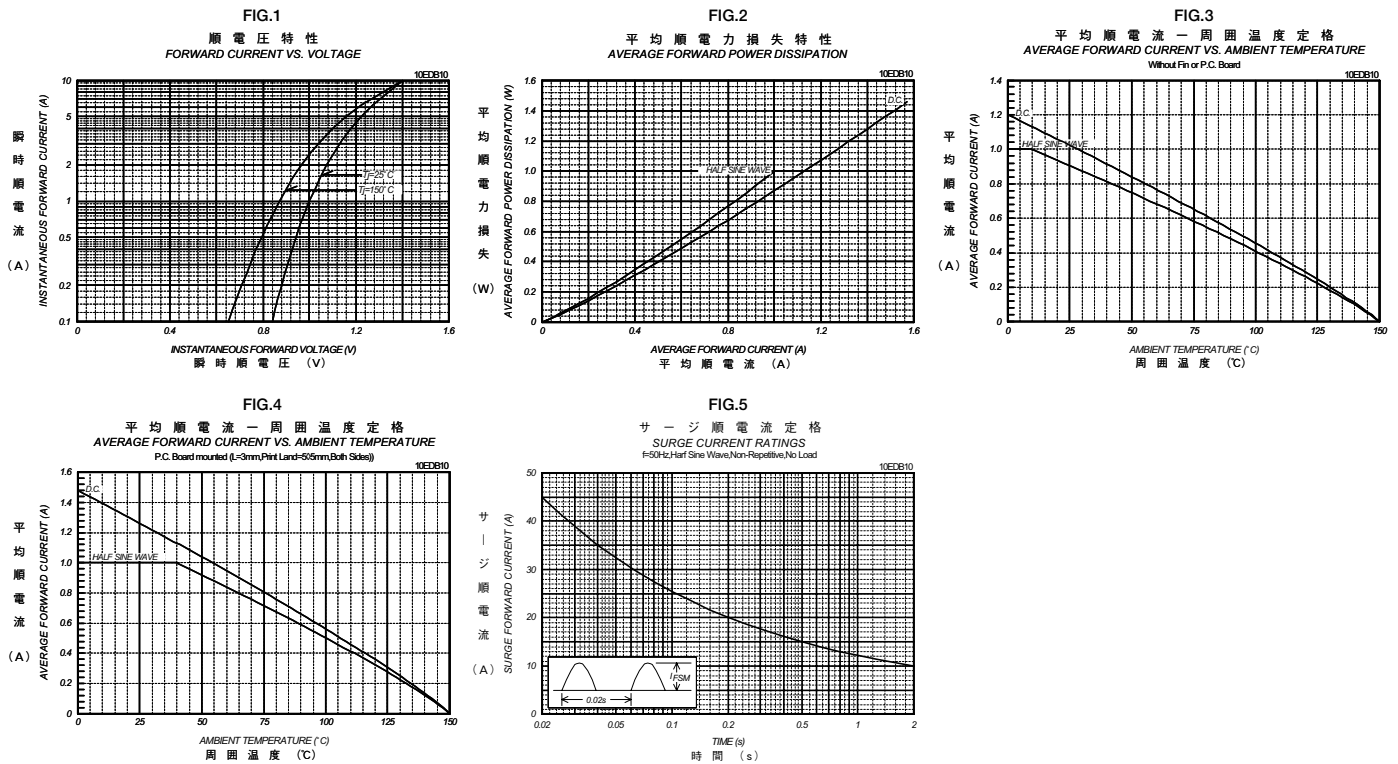 FIG.1
順電圧特性
FORWARD CURRENT VS. VOLTAGE
10EDB10
瞬時順電流 (A)
INSTANTANEOUS FORWARD CURRENT (A)
10
5
2
1
0.5
0.2
0.1
Tj=25°C
Tj=150°C
0 0.4 0.8 1.2 1.6
INSTANTANEOUS FORWARD VOLTAGE (V)
瞬時順電圧 (V)
FIG.2
平均順電力損失特性
AVERAGE FORWARD POWER DISSIPATION
10EDB10
平均順電力損失 (W)
AVERAGE FORWARD POWER DISSIPATION (W)
1.6
1.4
1.2
1.0
0.8
0.6
0.4
0.2
0
D.C.
HALF SINE WAVE
0 0.4 0.8 1.2 1.6
AVERAGE FORWARD CURRENT (A)
平均順電流 (A)
FIG.3
平均順電流ー周囲温度定格
AVERAGE FORWARD CURRENT VS. AMBIENT TEMPERATURE
Without Fin or P.C. Board
10EDB10
平均順電流 (A)
AVERAGE FORWARD CURRENT (A)
1.4
1.2
1.0
0.8
0.6
0.4
0.2
0
D.C.
HALF SINE WAVE
0 25 50 75 100 125 150
AMBIENT TEMPERATURE (°C)
周囲温度 (℃)
FIG.4
平均順電流ー周囲温度定格
AVERAGE FORWARD CURRENT VS. AMBIENT TEMPERATURE
P.C. Board mounted (L=3mm,Print Land=5×5mm,Both Sides))
10EDB10
平均順電流 (A)
AVERAGE FORWARD CURRENT (A)
1.6
1.4
1.2
1.0
0.8
0.6
0.4
0.2
0
D.C.
HALF SINE WAVE
0 25 50 75 100 125 150
AMBIENT TEMPERATURE (°C)
周囲温度 (℃)
FIG.5
サージ順電流定格
SURGE CURRENT RATINGS
f=50Hz,Harf Sine Wave,Non-Repetitive,No Load
10EDB10
サージ順電流 (A)
SURGE FORWARD CURRENT (A)
50
40
30
20
10
0
IFSM
0.02s
0.02 0.05 0.1 0.2 0.5 1 2
TIME (s)
時間 (s)